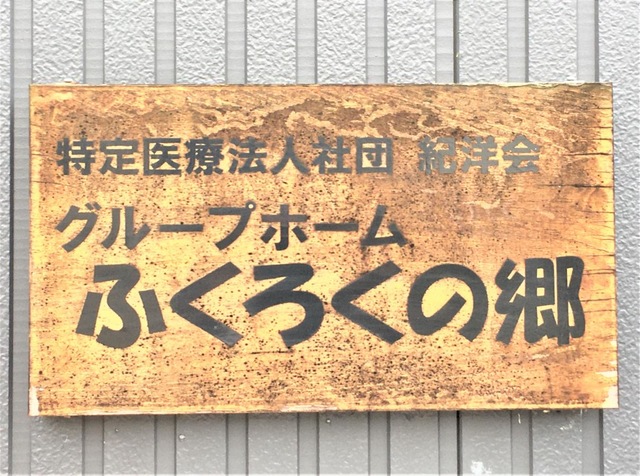 特定医療法人社団 紀洋会
グループホーム
ふくろくの郷